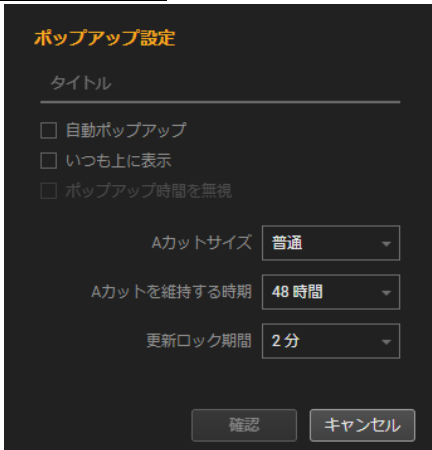 ポップアップ設定
タイトル
自動ポップアップ
いつも上に表示
ポップアップ時間を無視
Aカットサイズ 普通
Aカットを維持する時期 48 時間
更新ロック期間 2 分
確認 キャンセル